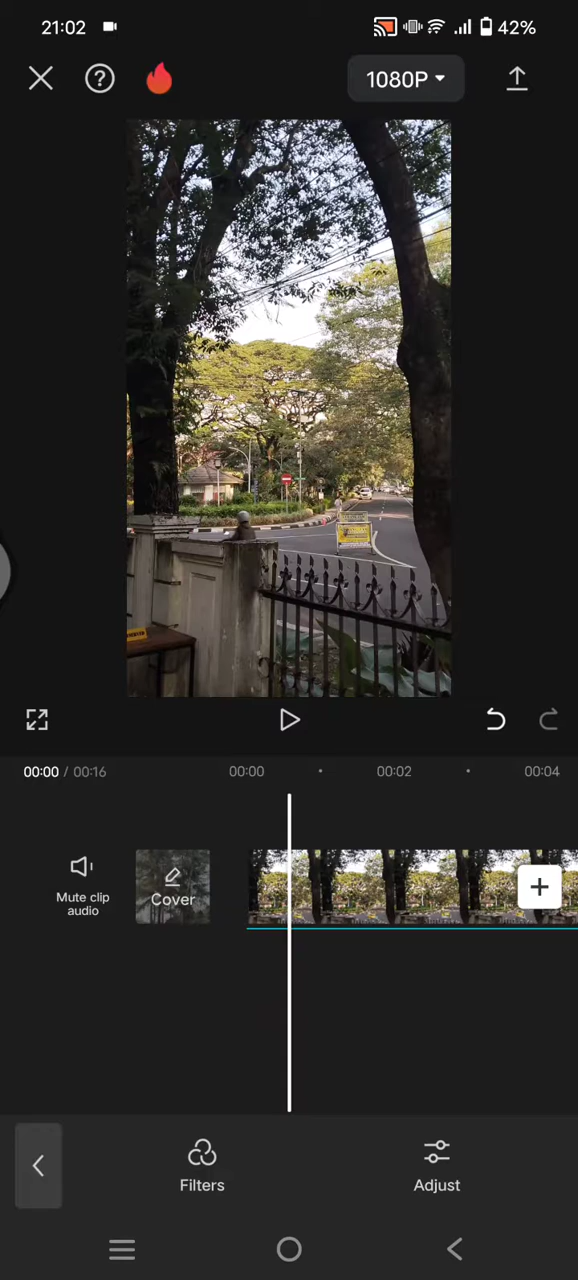 21:02
42%
1080P
00:00 / 00:16
00:00
00:02
00:04
Mute clip
audio
Cover
Filters
Adjust